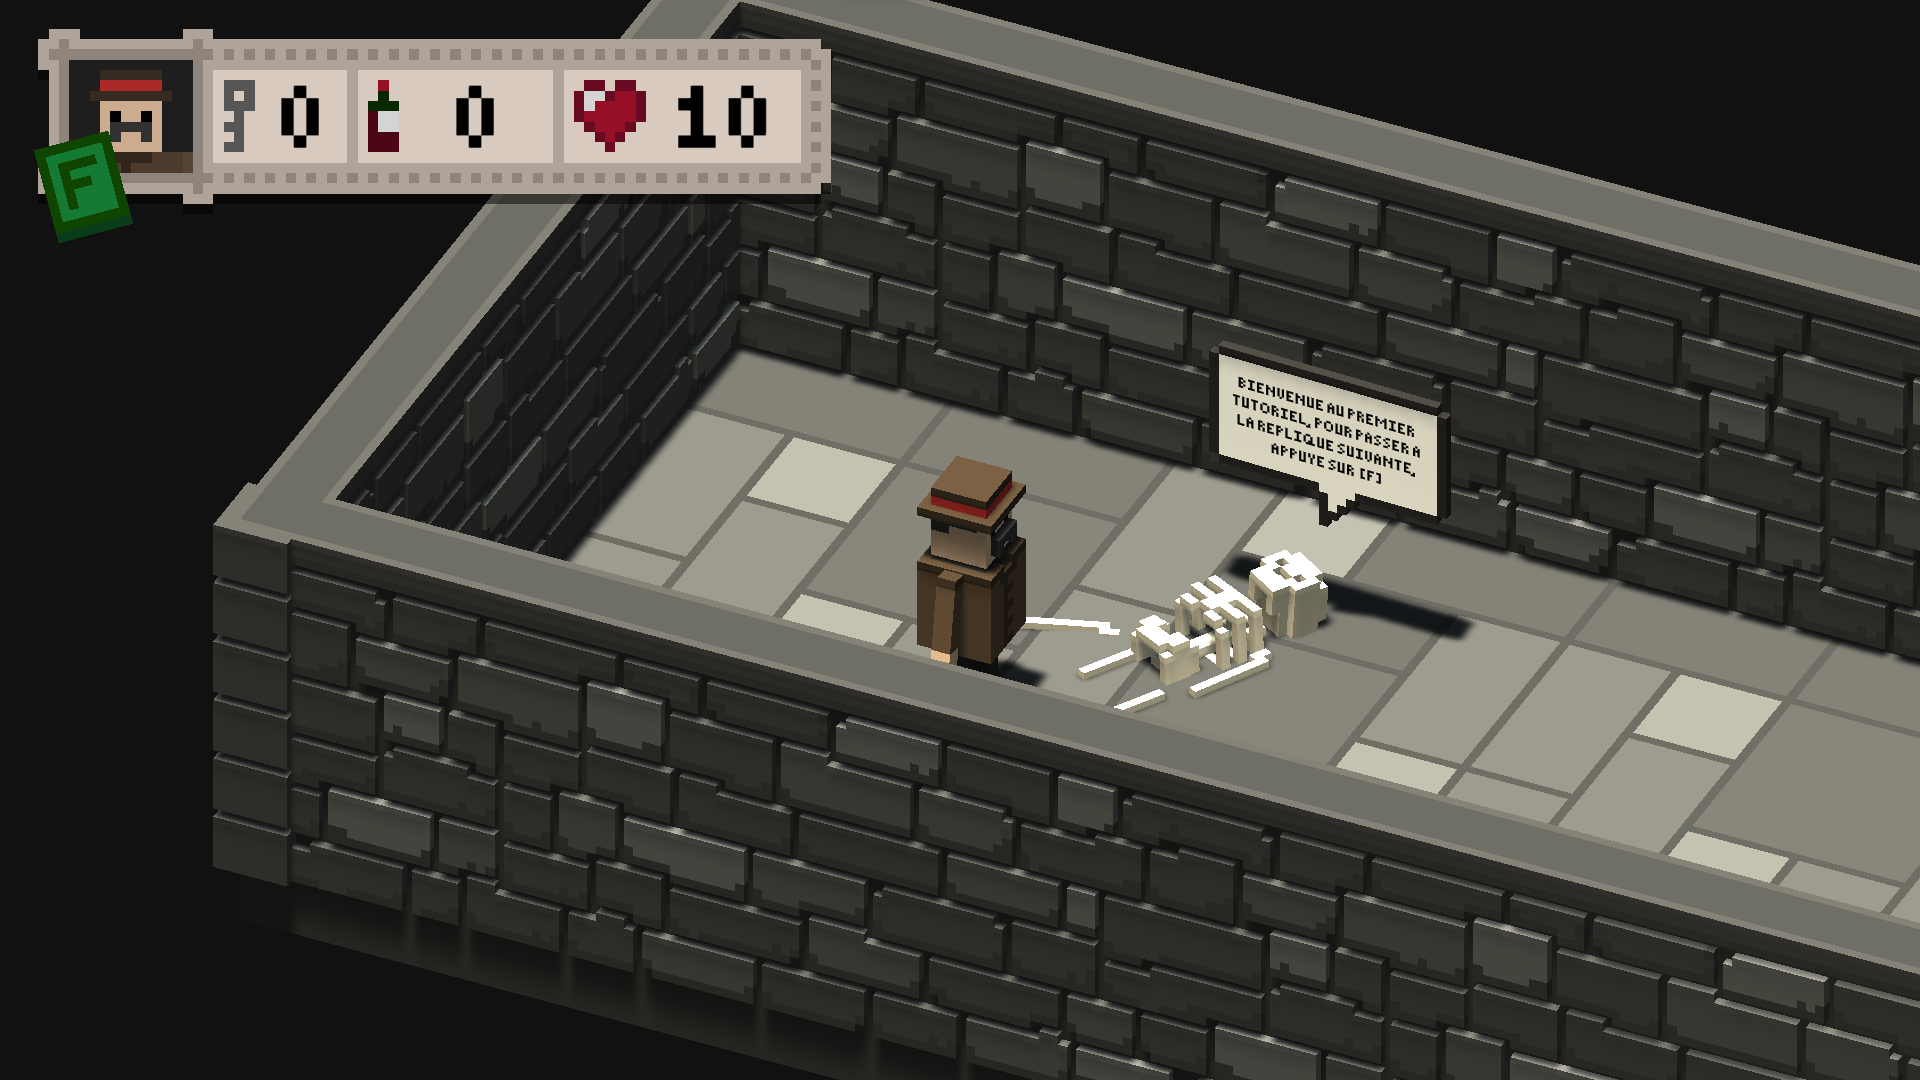 0 0 10
F
BIENVENUE AU PREMIER
TUTORIEL, POUR PASSER A
LA REPLIQUE SUIVANTE,
APPUYE SUR [F]